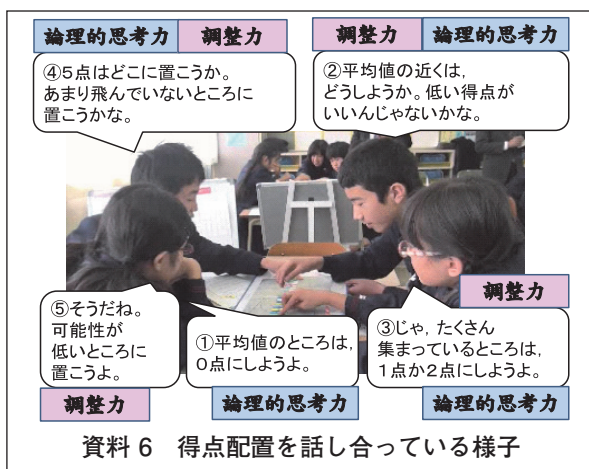 論理的思考力 調整力
④5点はどこに置こうか。
あまり飛んでいないところに
置こうかな。
調整力 論理的思考力
②平均値の近くは,
どうしようか。低い得点が
いいんじゃないかな。
⑤そうだね。
可能性が
低いところに
置こうよ。
調整力
①平均値のところは,
0点にしようよ。
論理的思考力
調整力
③じゃ,たくさん
集まっているところは,
1点か2点にしようよ。
論理的思考力
資料6 得点配置を話し合っている様子